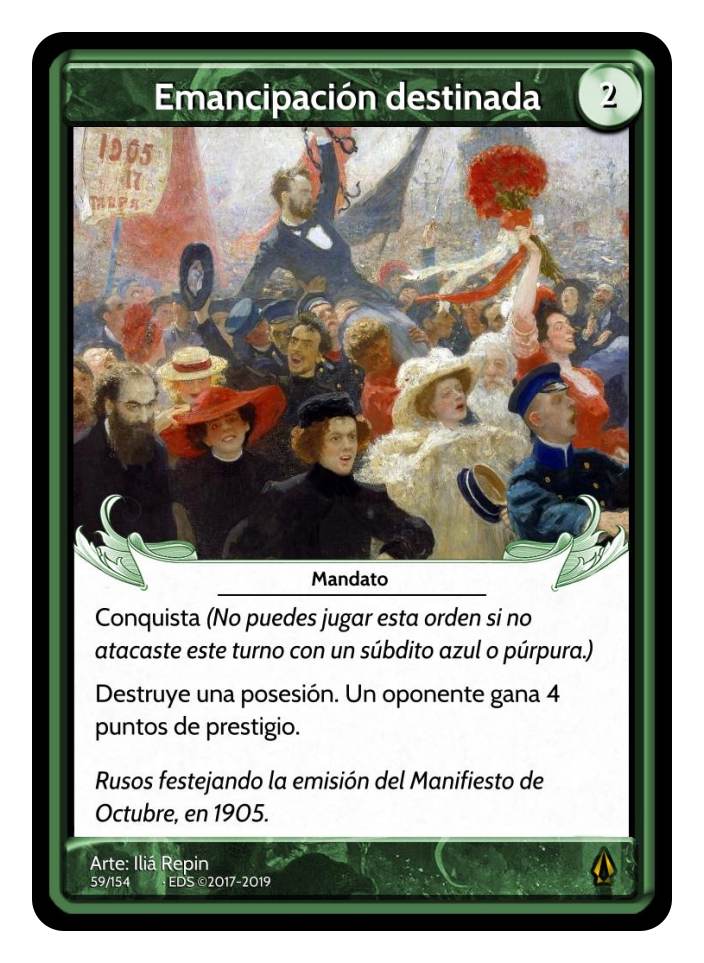 Emancipación destinada
2
1905
17
Mandato
Conquista (No puedes jugar esta orden si no
atacaste este turno con un súbdito azul o púrpura.)
Destruye una posesión. Un oponente gana 4
puntos de prestigio.
Rusos festejando la emisión del Manifiesto de
Octubre, en 1905.
Arte: Iliá Repin
59/154 · EDS ©2017-2019